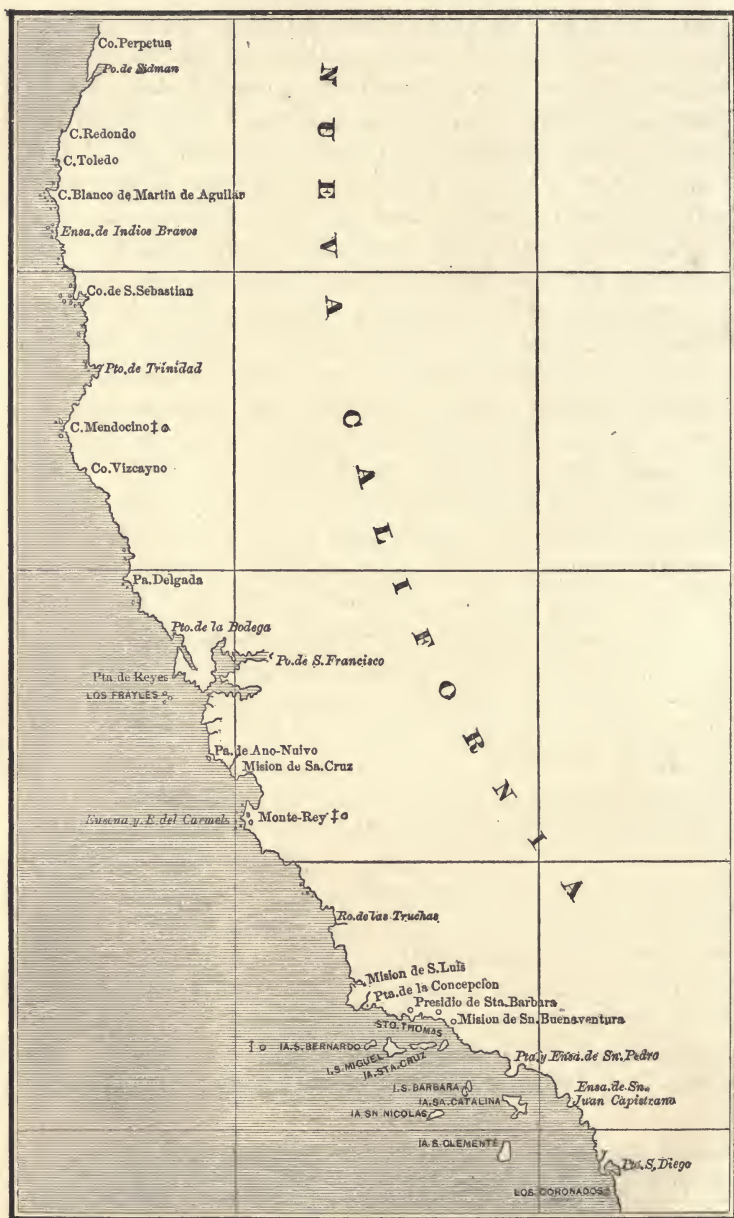 Co. Perpetua
Po. de Sidman
C. Redondo
C. Toledo
C. Blanco de Martin de Aguilar
Ensa. de Indios Bravos
Co. de S. Sebastian
Pto. de Trinidad
C. Mendocino ‡
Co. Vizcayno
NUEVA CALIFORNIA
Pa. Delgada
Pto. de la Bodega
Po. de S. Francisco
Pta de Reyes
LOS FRAYLES
Pa. de Ano-Nuivo
Mision de Sa. Cruz
Ensena y. E. del Carmels
Monte-Rey ‡
Ro. de las Truchas
Mision de S. Luis
Pta. de la Concepcion
Presidio de Sta. Barbara
Mision de Sn. Buenaventura
STO. THOMAS
‡ IA. S. BERNARDO
I. S. MIGUEL
IA. STA. CRUZ
Pta. y Ensa. de Sn. Pedro
I. S. BARBARA
IA. SA. CATALINA
IA SN NICOLAS
Ensa. de Sn.
Juan Capistrano
IA. S. CLEMENTE
Pto. S. Diego
LOS CORONADOS